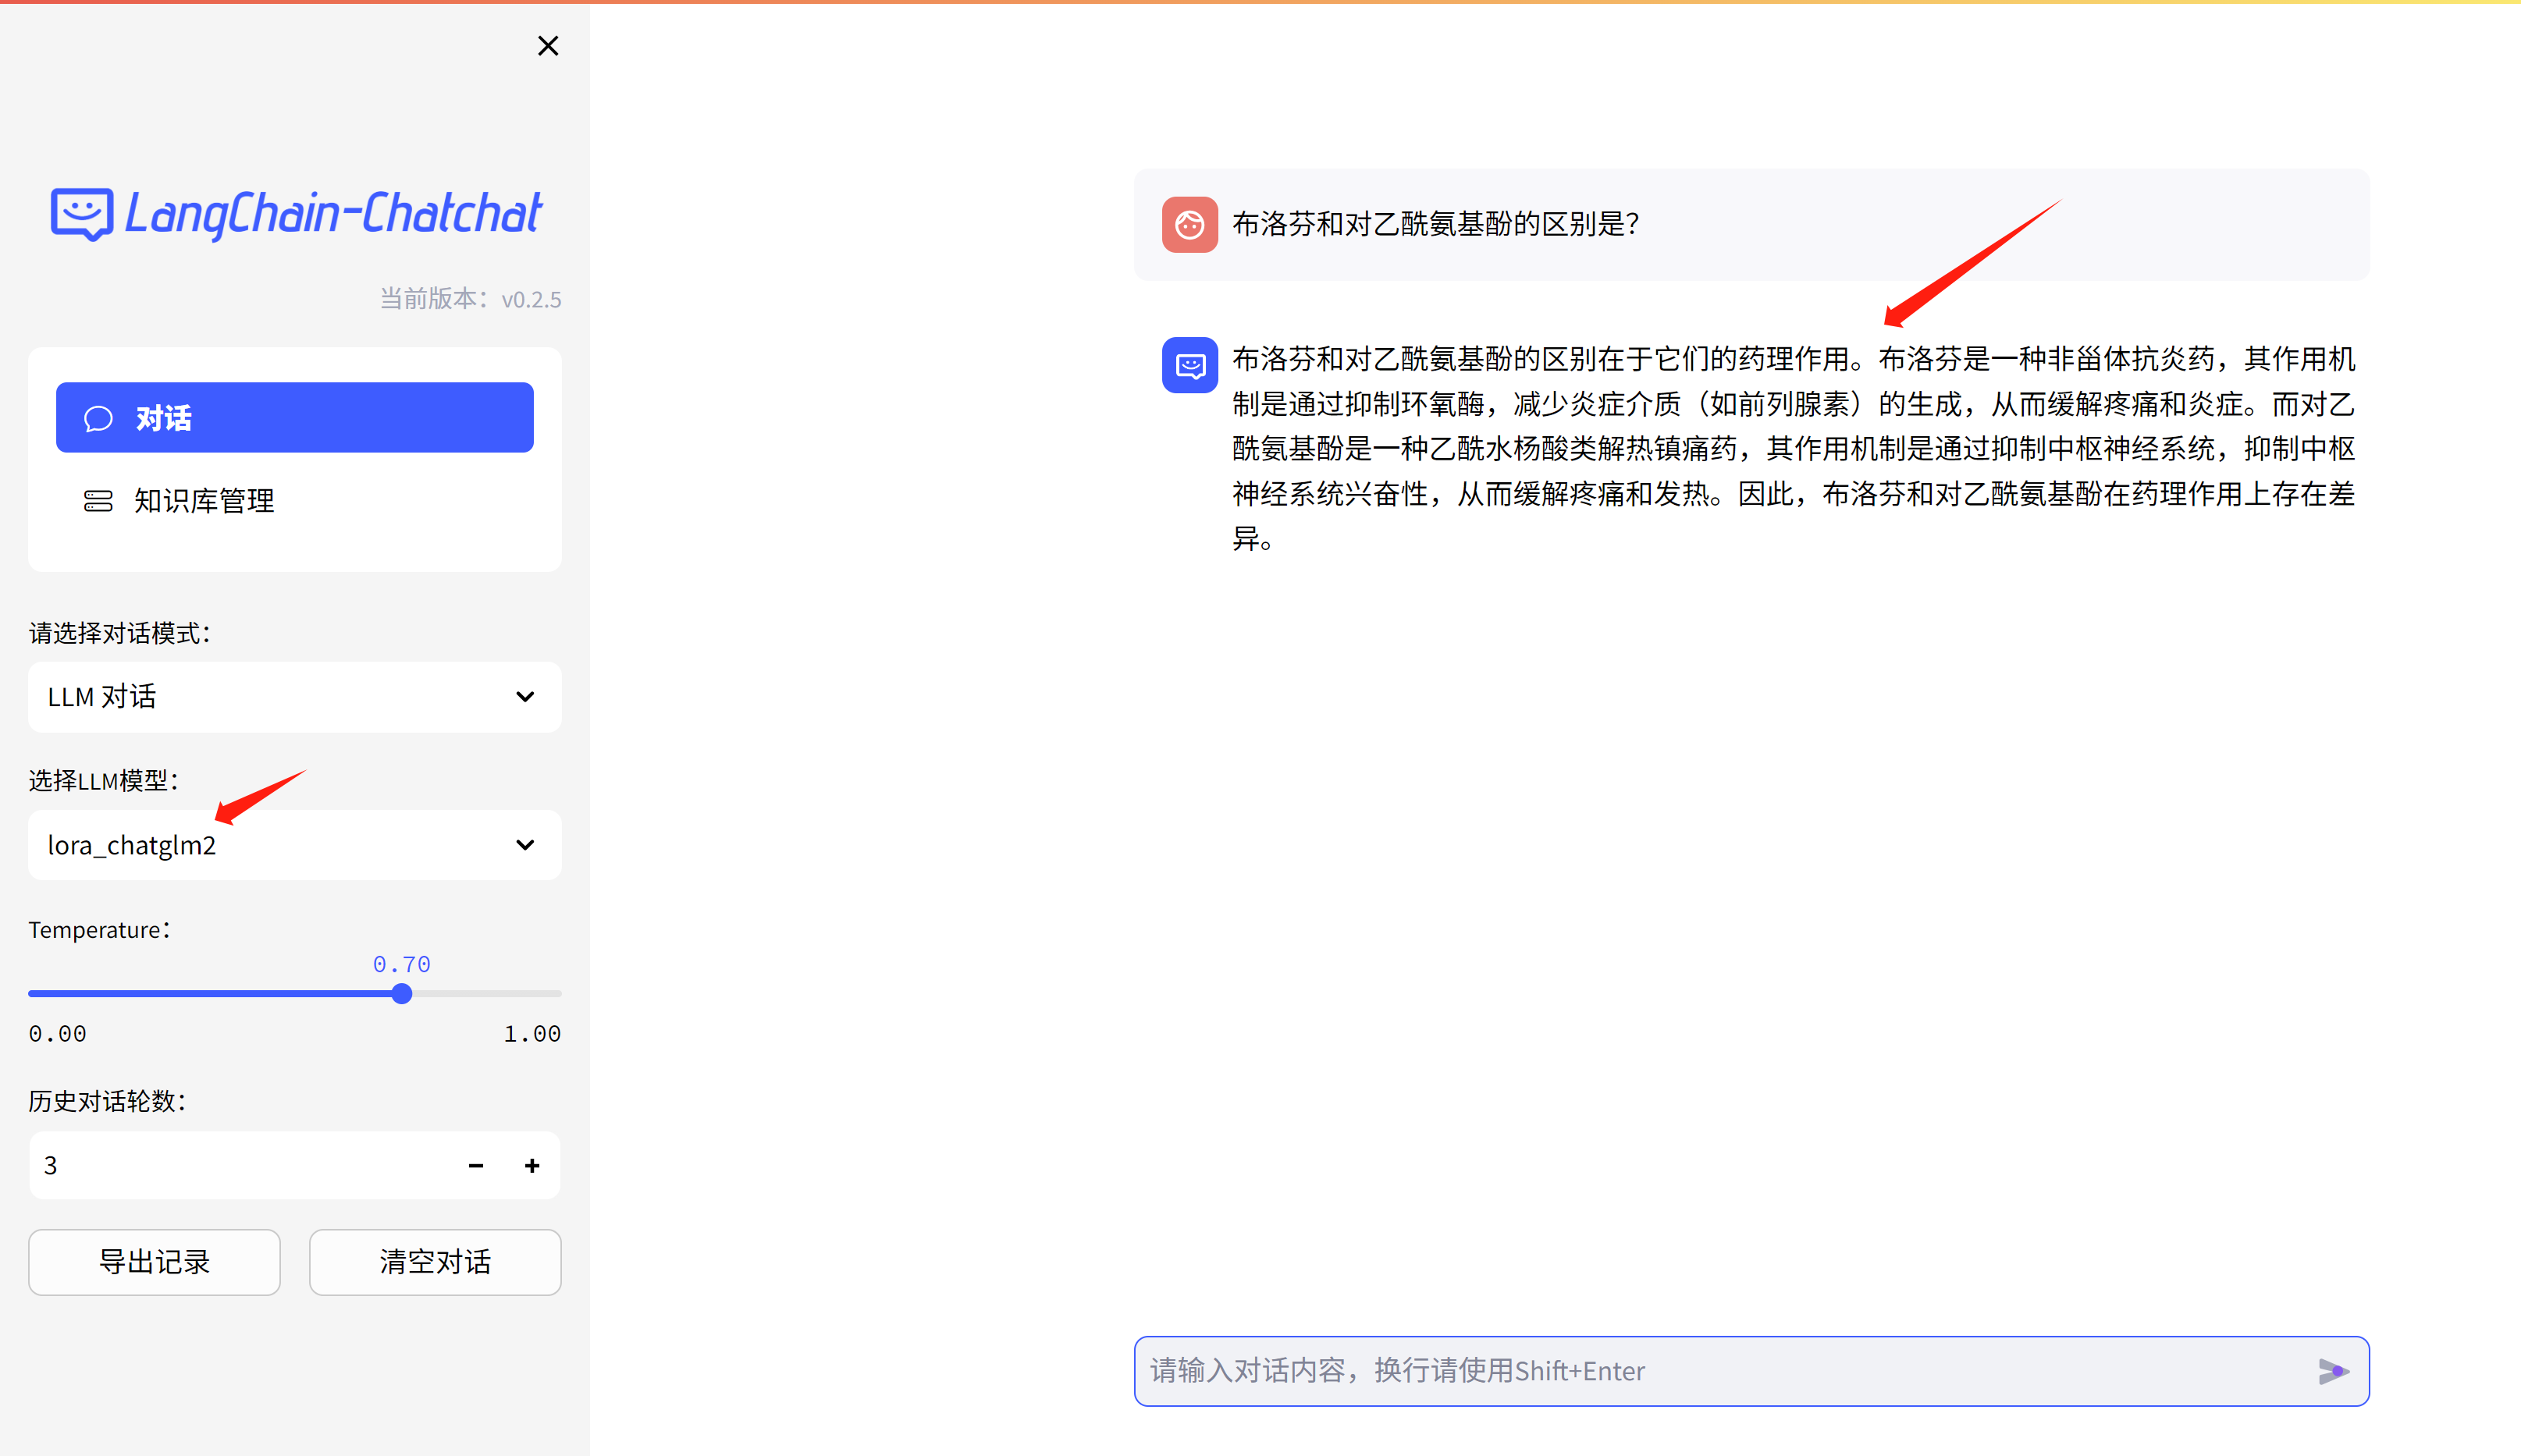 LangChain-Chatchat
当前版本：v0.2.5
对话
知识库管理
请选择对话模式：
LLM 对话
选择LLM模型：
lora_chatglm2
Temperature：
0.70
0.00
1.00
历史对话轮数：
3
导出记录
清空对话
布洛芬和对乙酰氨基酚的区别是？
布洛芬和对乙酰氨基酚的区别在于它们的药理作用。布洛芬是一种非甾体抗炎药，其作用机
制是通过抑制环氧酶，减少炎症介质（如前列腺素）的生成，从而缓解疼痛和炎症。而对乙
酰氨基酚是一种乙酰水杨酸类解热镇痛药，其作用机制是通过抑制中枢神经系统，抑制中枢
神经系统兴奋性，从而缓解疼痛和发热。因此，布洛芬和对乙酰氨基酚在药理作用上存在差
异。
请输入对话内容，换行请使用Shift+Enter